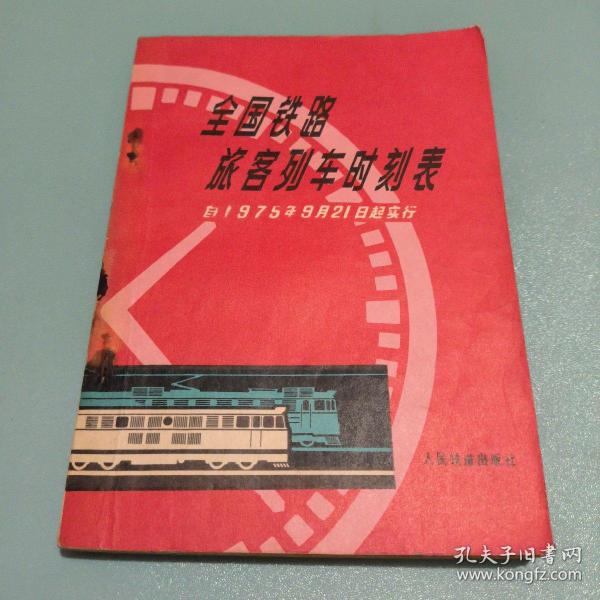 全国铁路
旅客列车时刻表
自1975年9月21日起实行
人民铁道出版社
孔夫子旧书网
www.kongfz.com